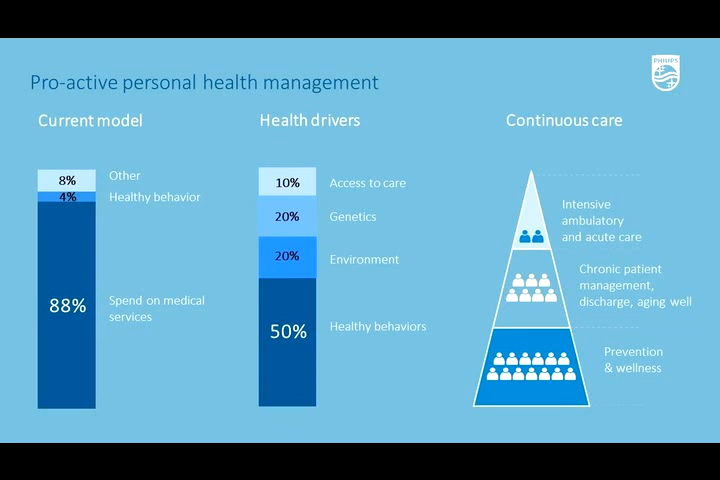 PHILIPS
Pro-active personal health management
Current model
8%
Other
4%
Healthy behavior
88%
Spend on medical
services
Health drivers
10%
Access to care
20%
Genetics
20%
Environment
50%
Healthy behaviors
Continuous care
Intensive
ambulatory
and acute care
Chronic patient
management,
discharge, aging well
Prevention
& wellness